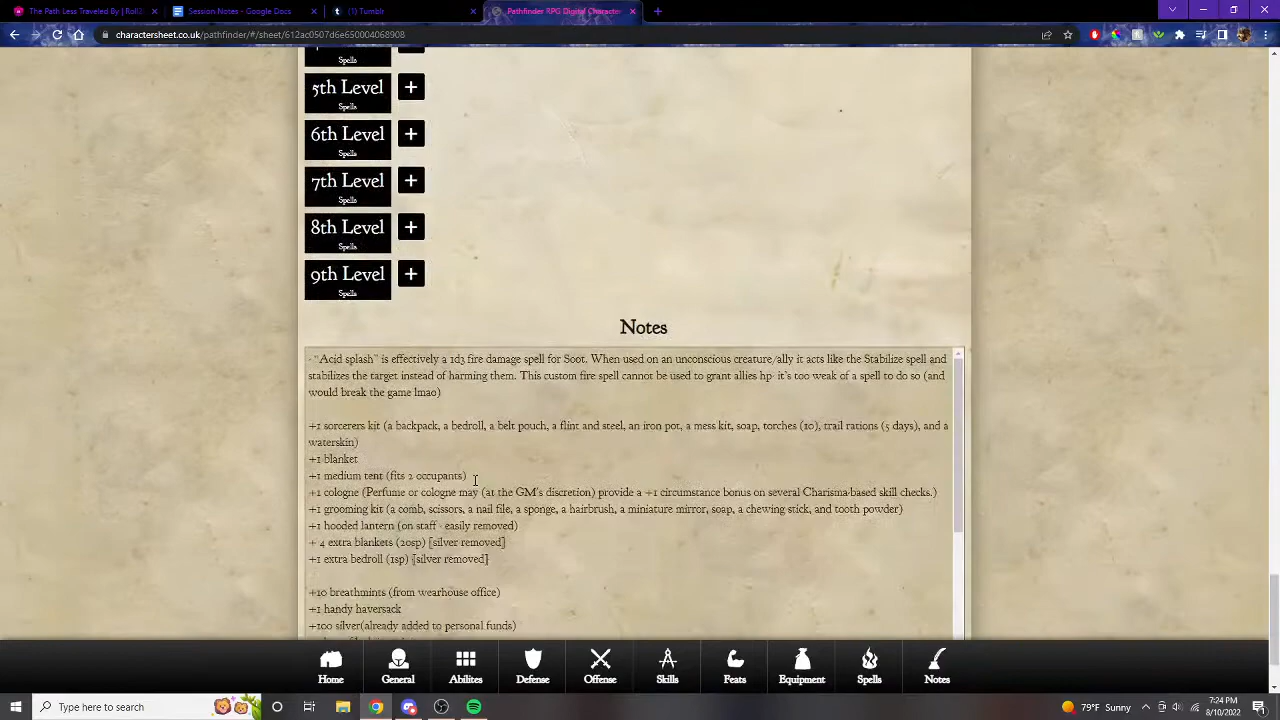 The Path Less Traveled By | Roll2
Session Notes - Google Docs
(1) Tumblr
Pathfinder RPG Digital Character
charactersheet.co.uk/pathfinder/#/sheet/612ac0507d6e650004068908
Spells
5th Level
Spells
6th Level
Spells
7th Level
Spells
8th Level
Spells
9th Level
Spells
Notes
- "Acid splash" is effectively a 1d3 fire damage spell for Soot. When used on an unconscious creature/ally it acts like the Stabilize spell and
stabilizes the target instead of harming them. This custom fire spell cannot be used to grant allies hp- it's too weak of a spell to do so (and
would break the game lmao)
+1 sorcerers kit (a backpack, a bedroll, a belt pouch, a flint and steel, an iron pot, a mess kit, soap, torches (10), trail rations (5 days), and a
waterskin)
+1 blanket
+1 medium tent (fits 2 occupants)
+1 cologne (Perfume or cologne may (at the GM's discretion) provide a +1 circumstance bonus on several Charisma-based skill checks.)
+1 grooming kit (a comb, scissors, a nail file, a sponge, a hairbrush, a miniature mirror, soap, a chewing stick, and tooth powder)
+1 hooded lantern (on staff - easily removed)
+ 4 extra blankets (20sp) [silver removed]
+1 extra bedroll (1sp) [silver removed]
+10 breathmints (from wearhouse office)
+1 handy haversack
+100 silver(already added to personal funds)
Home
General
Abilites
Defense
Offense
Skills
Feats
Equipment
Spells
Notes
Type here to search
79°F Sunny
7:24 PM
8/10/2022